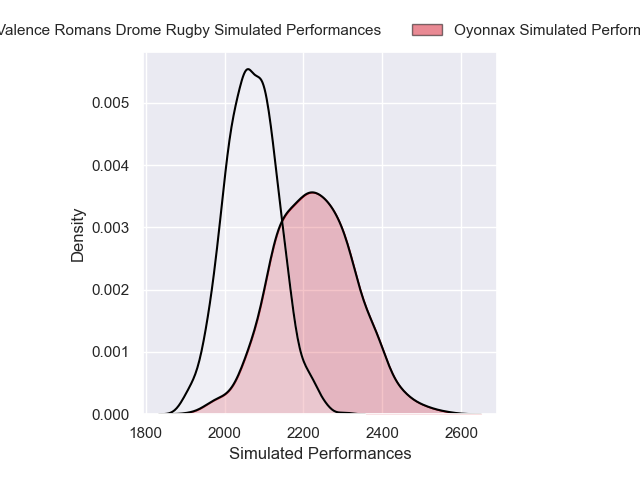 Valence Romans Drome Rugby Simulated Performances
Oyonnax Simulated Perform
0.005
0.004
0.003
0.002
0.001
0.000
Density
1800 2000 2200 2400 2600
Simulated Performances